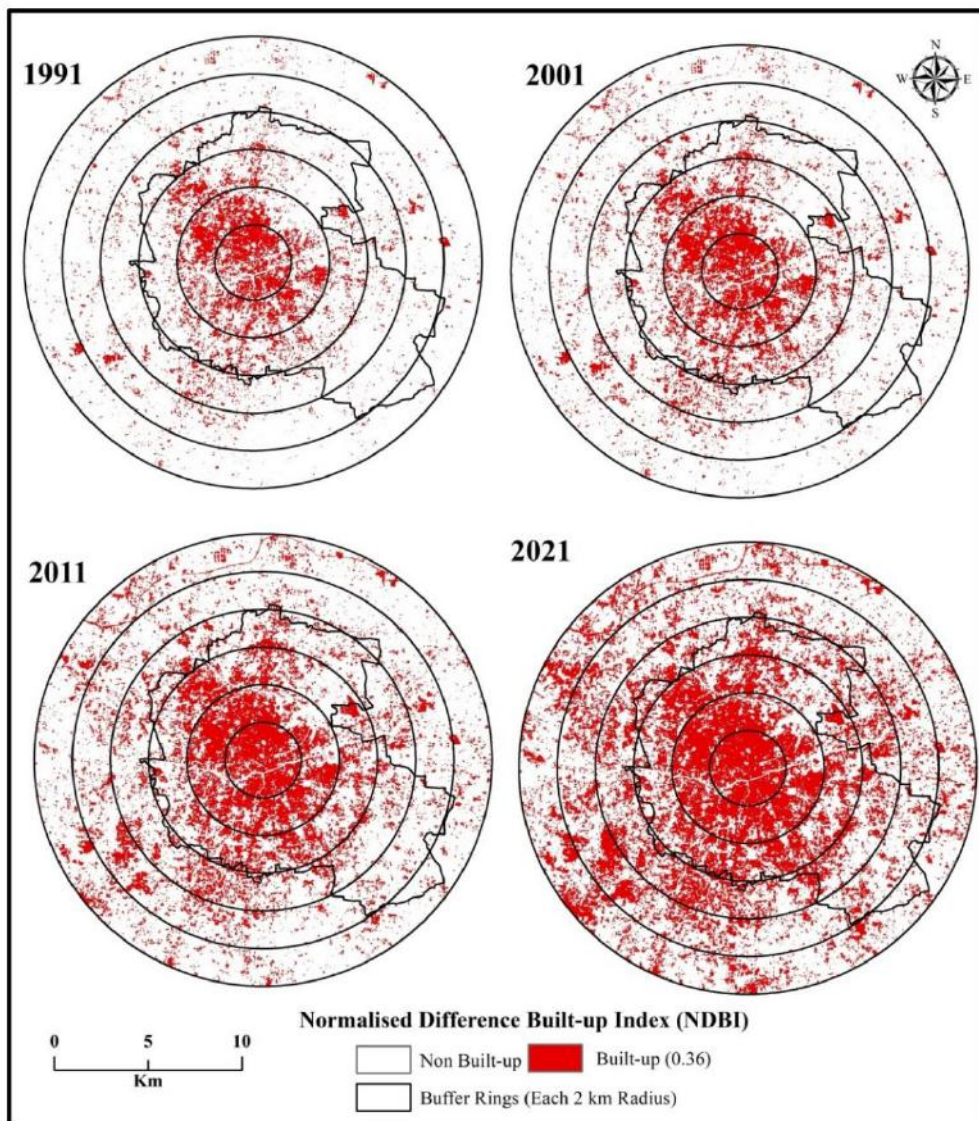 1991
2001
N
W E
S
2011
2021
Normalised Difference Built-up Index (NDBI)
0 5 10
Km
Non Built-up
Built-up (0.36)
Buffer Rings (Each 2 km Radius)